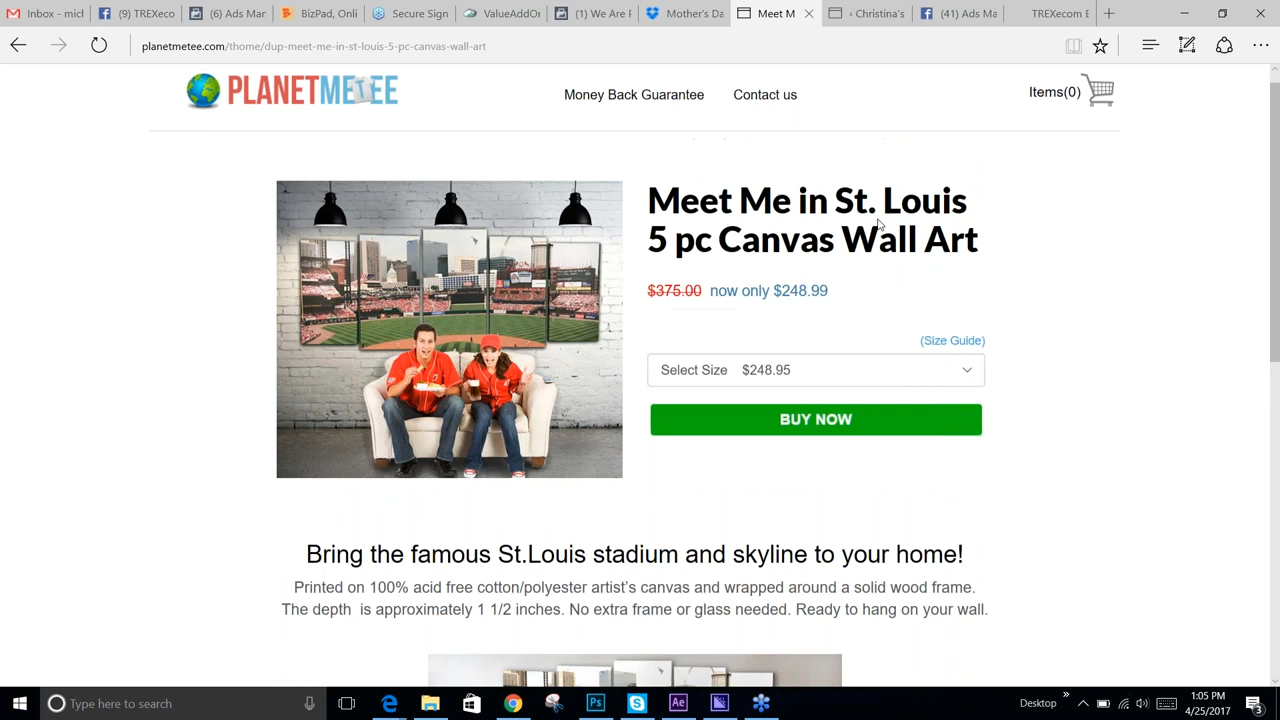 Inbox - micl
(9) TREXeco
(6) Ads Mar
BizPad, Onli
Secure Sign
ValueAddOr
(1) We Are F
Mother's Da
Meet M
‹ Christina's
(41) Ads Ma
TREXecom E
planetmetee.com/thome/dup-meet-me-in-st-louis-5-pc-canvas-wall-art
PLANETMETEE
Money Back Guarantee
Contact us
Items(0)
Meet Me in St. Louis
5 pc Canvas Wall Art
$375.00 now only $248.99
(Size Guide)
Select Size $248.95
BUY NOW
Bring the famous St.Louis stadium and skyline to your home!
Printed on 100% acid free cotton/polyester artist's canvas and wrapped around a solid wood frame.
The depth is approximately 1 1/2 inches. No extra frame or glass needed. Ready to hang on your wall.
Type here to search
Ps
Ae
Desktop
1:05 PM
4/25/2017
3